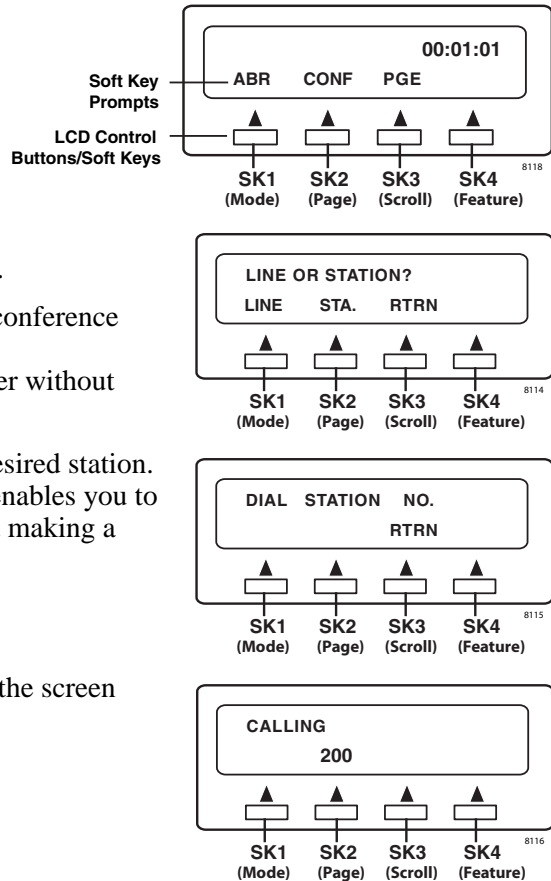 00:01:01
Soft Key Prompts
ABR CONF PGE
LCD Control Buttons/Soft Keys
8118
SK1 SK2 SK3 SK4
(Mode) (Page) (Scroll) (Feature)
.
conference
er without
esired station.
enables you to
making a
the screen
LINE OR STATION?
LINE STA. RTRN
8114
SK1 SK2 SK3 SK4
(Mode) (Page) (Scroll) (Feature)
DIAL STATION NO.
RTRN
8115
SK1 SK2 SK3 SK4
(Mode) (Page) (Scroll) (Feature)
CALLING
200
8116
SK1 SK2 SK3 SK4
(Mode) (Page) (Scroll) (Feature)